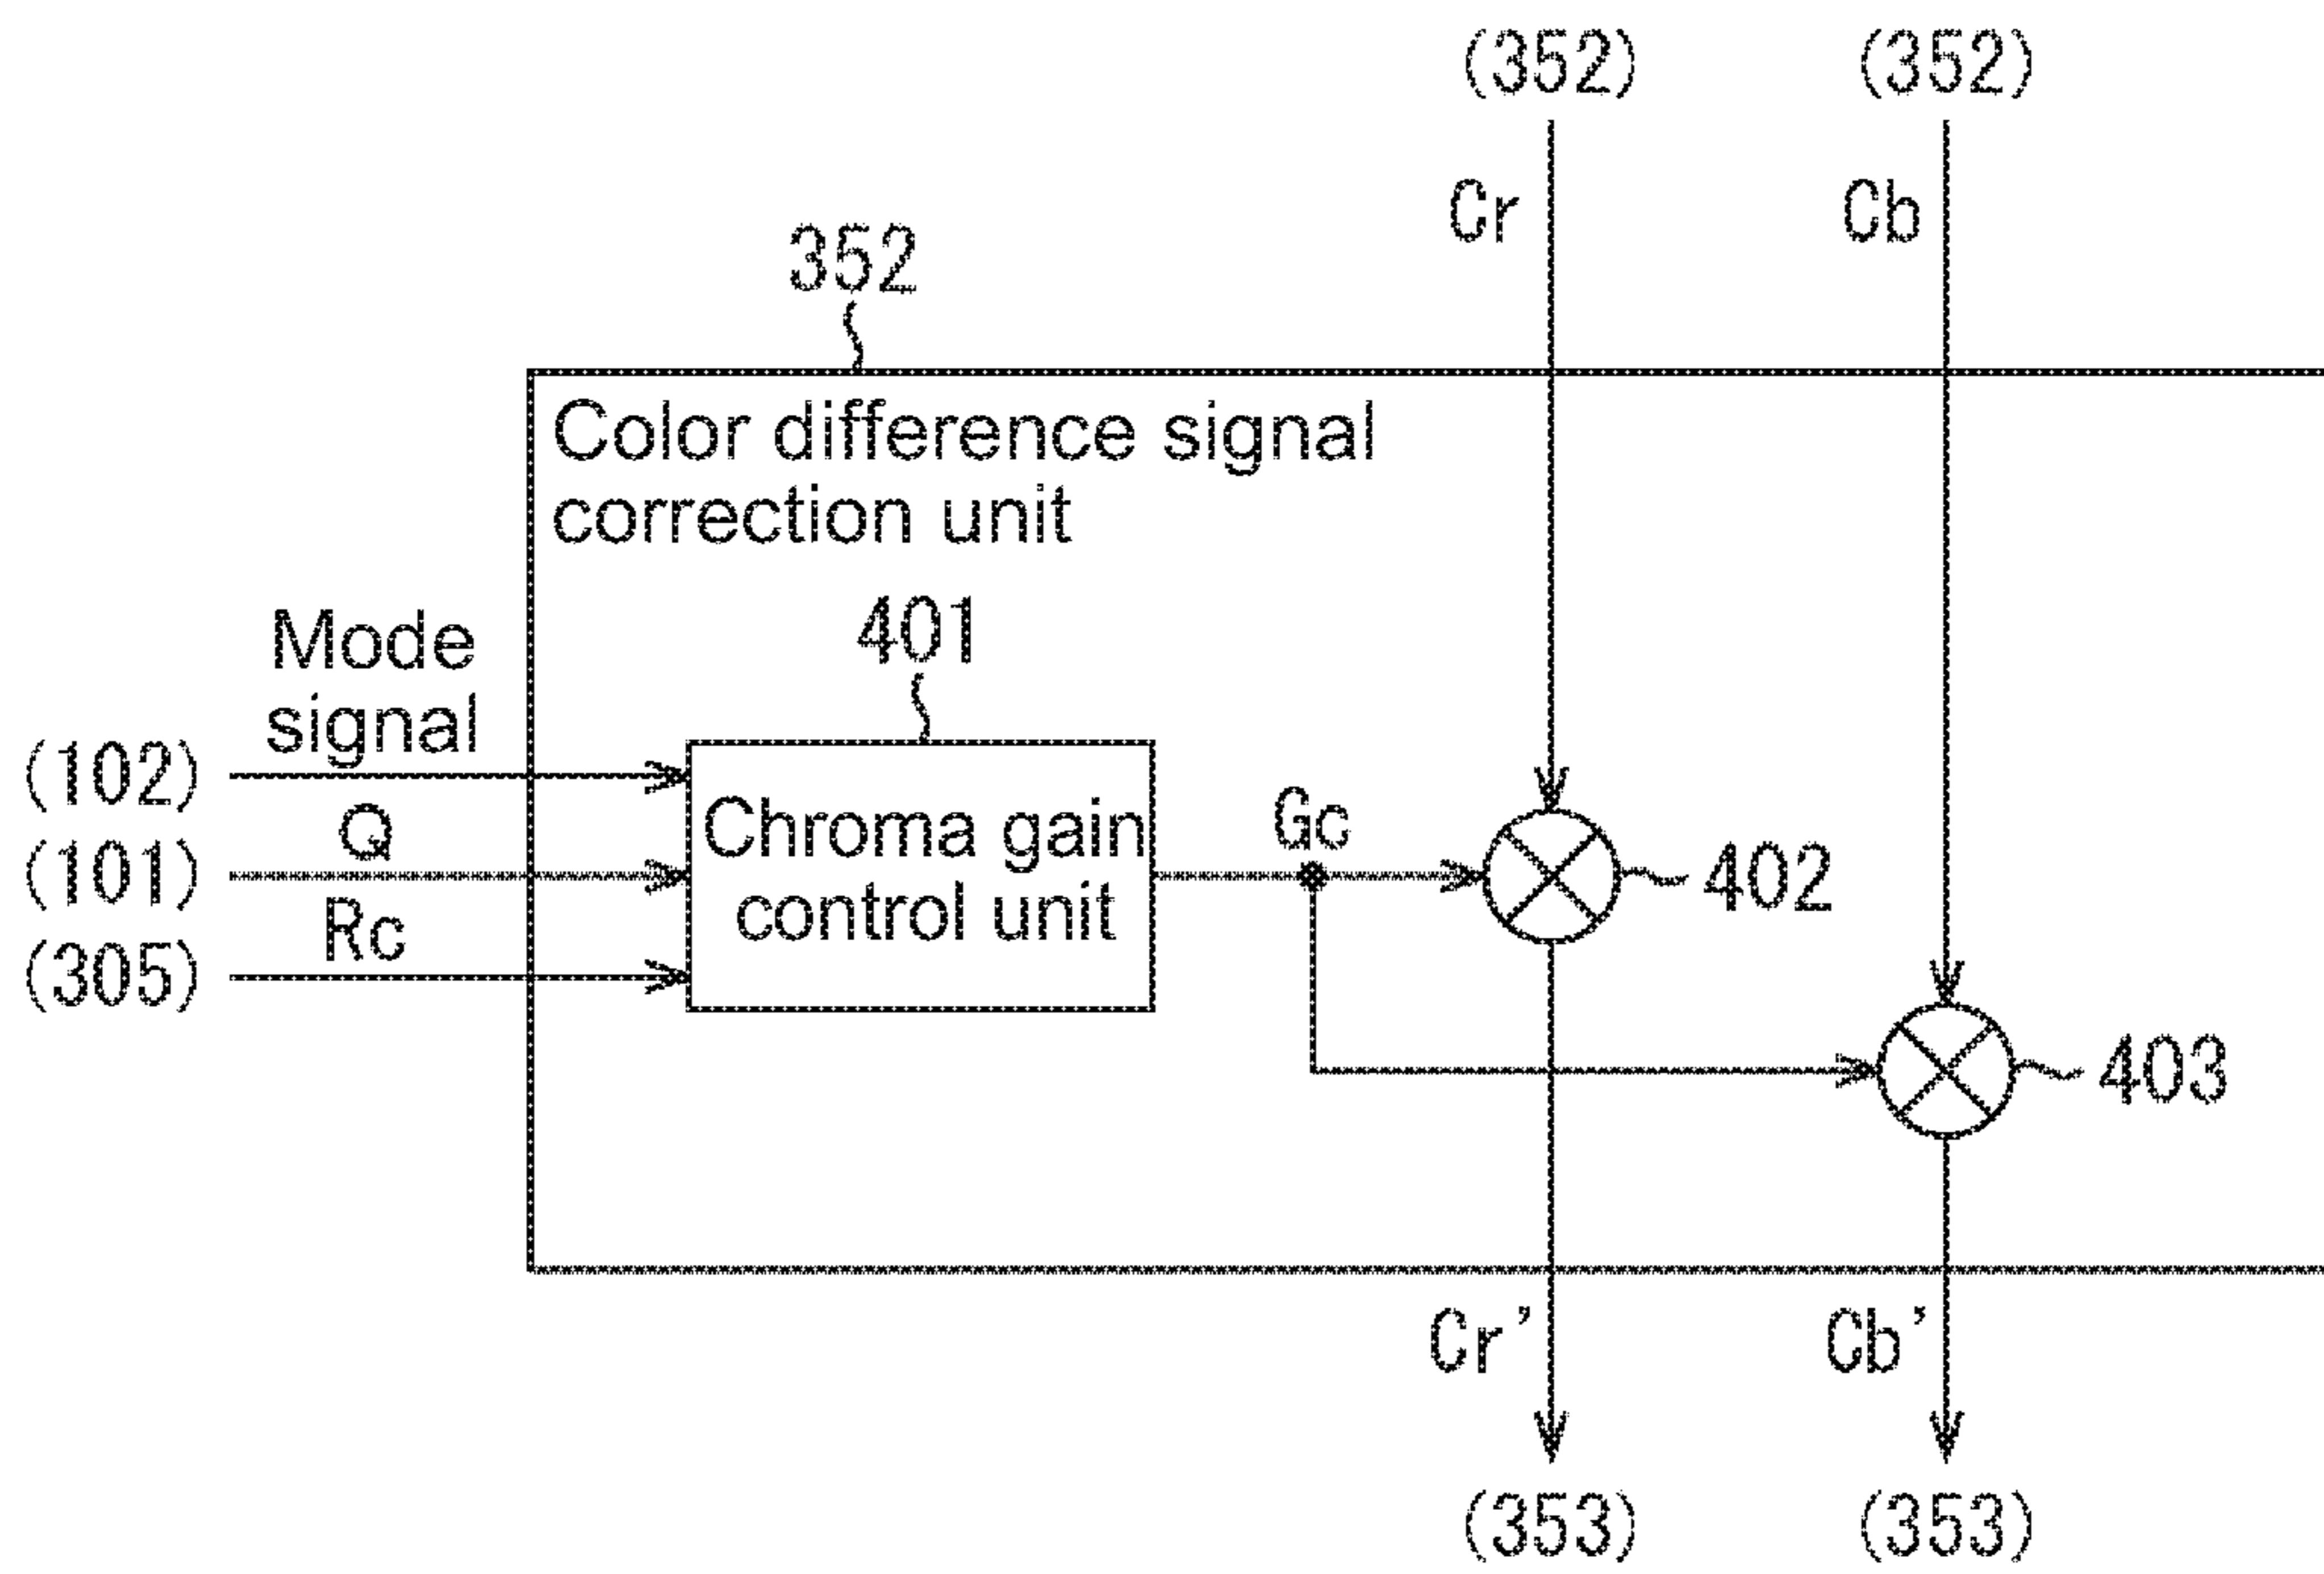 (352) (352)
Cr Cb
352
Color difference signal
correction unit
401
Mode
signal
(102)
Q
(101)
Rc
(305)
Chroma gain
control unit
Gc
402
403
Cr' Cb'
(353) (353)